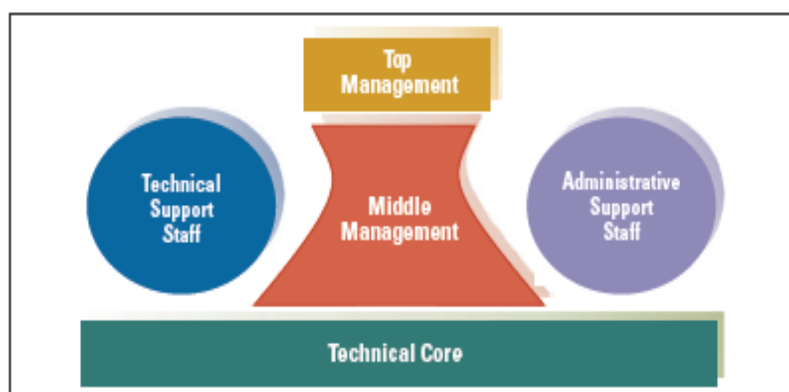 Top
Management
Technical
Support
Staff
Middle
Management
Administrative
Support
Staff
Technical Core